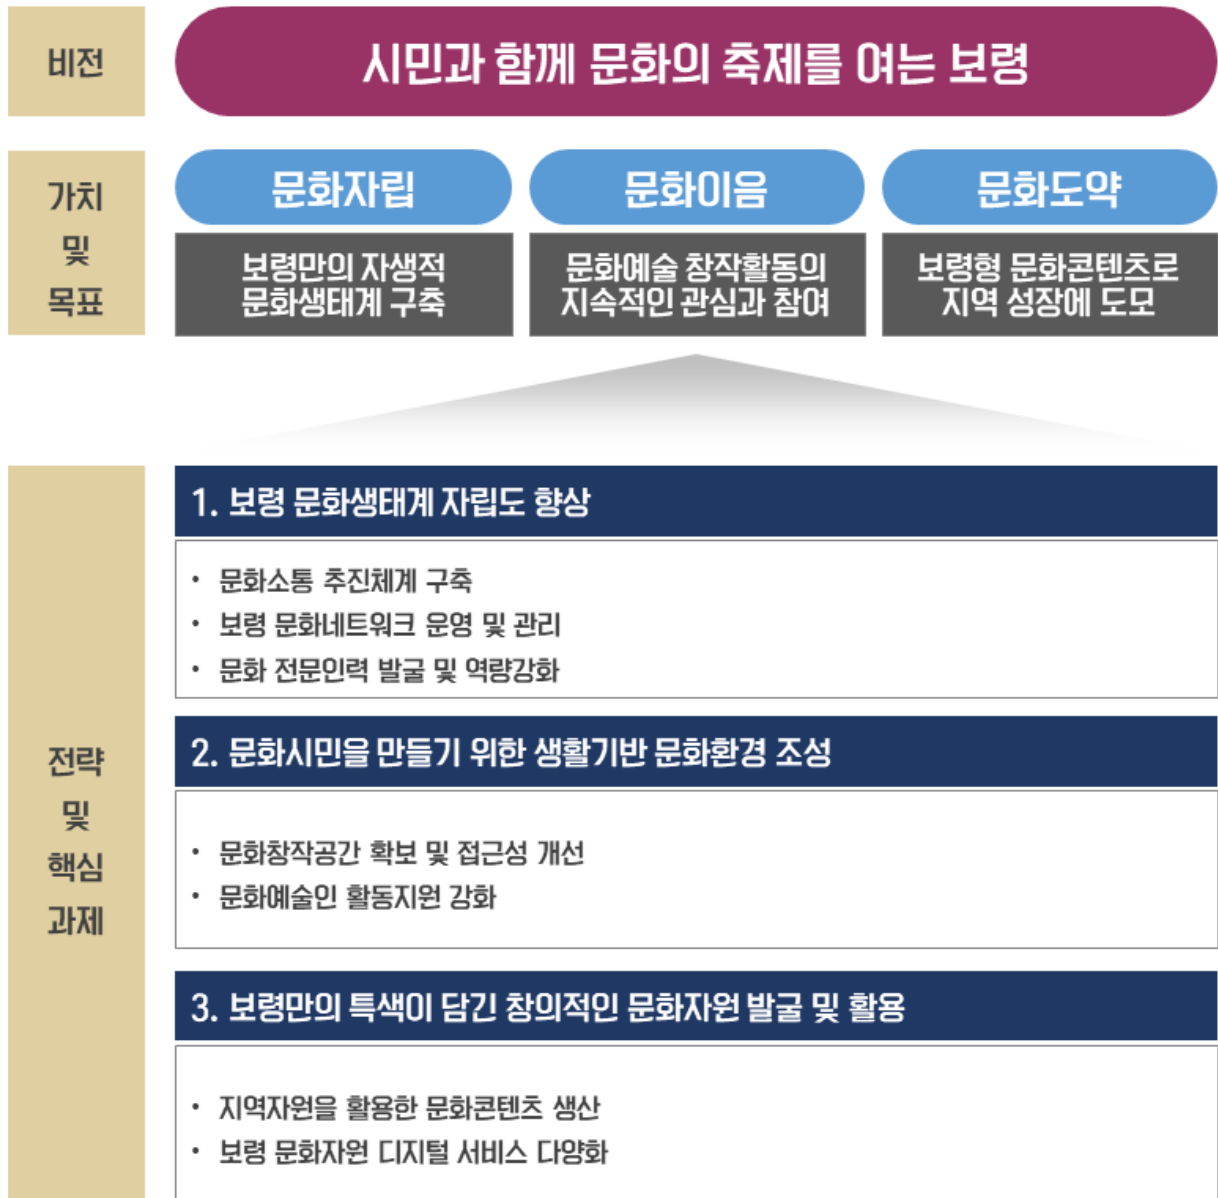 비전
시민과 함께 문화의 축제를 여는 보령
가치
및
목표
문화자립
보령만의 자생적
문화생태계 구축
문화이음
문화예술 창작활동의
지속적인 관심과 참여
문화도약
보령형 문화콘텐츠로
지역 성장에 도모
전략
및
핵심
과제
1. 보령 문화생태계 자립도 향상
• 문화소통 추진체계 구축
• 보령 문화네트워크 운영 및 관리
• 문화 전문인력 발굴 및 역량강화
2. 문화시민을 만들기 위한 생활기반 문화환경 조성
• 문화창작공간 확보 및 접근성 개선
• 문화예술인 활동지원 강화
3. 보령만의 특색이 담긴 창의적인 문화자원 발굴 및 활용
• 지역자원을 활용한 문화콘텐츠 생산
• 보령 문화자원 디지털 서비스 다양화